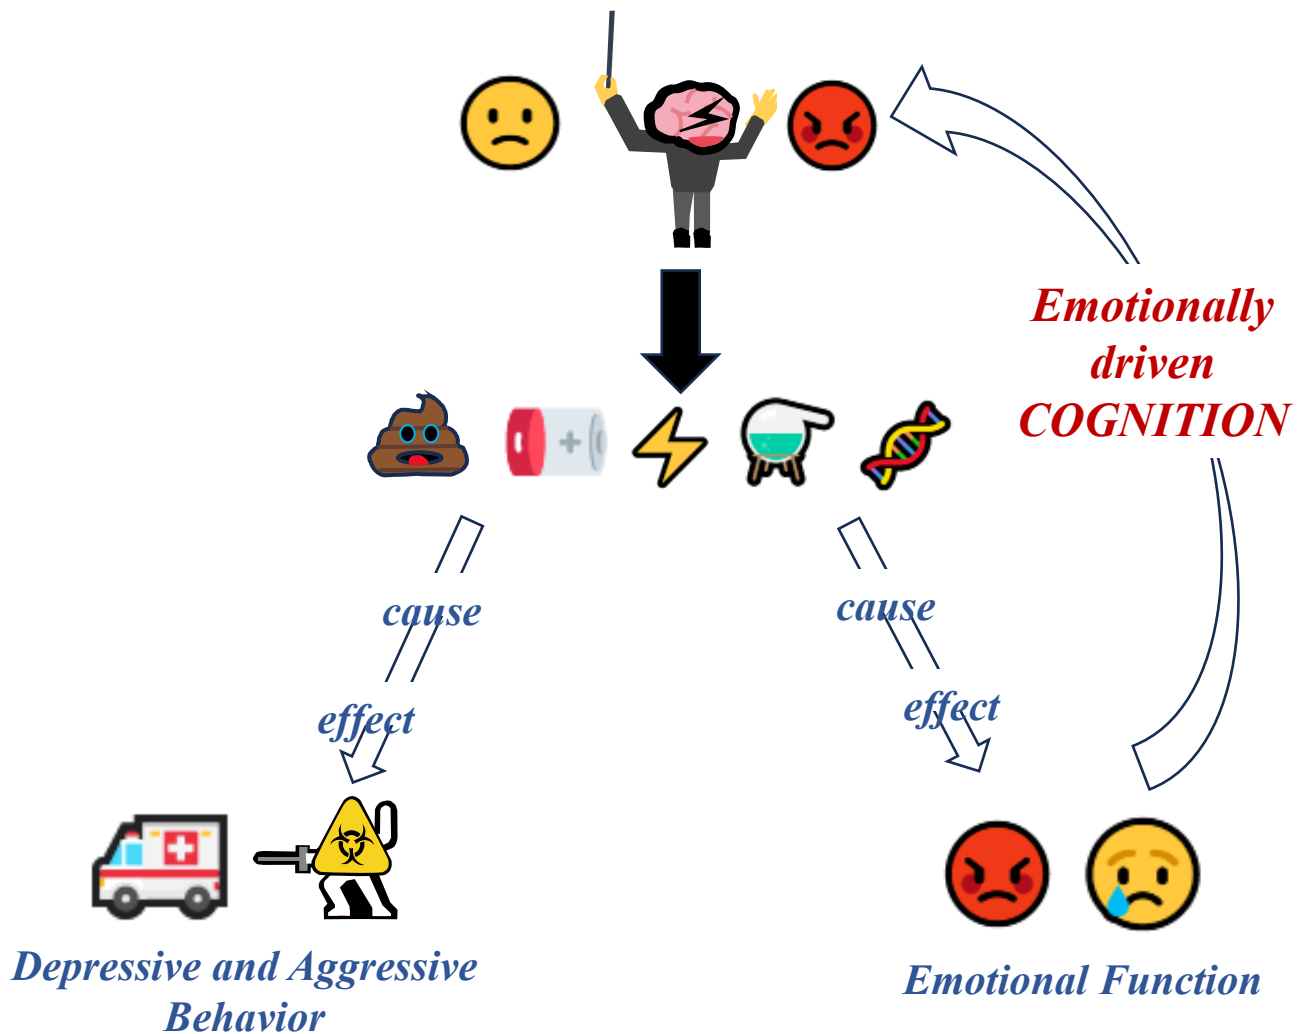 Emotionally
driven
COGNITION
cause
cause
effect
effect
Depressive and Aggressive
Behavior
Emotional Function